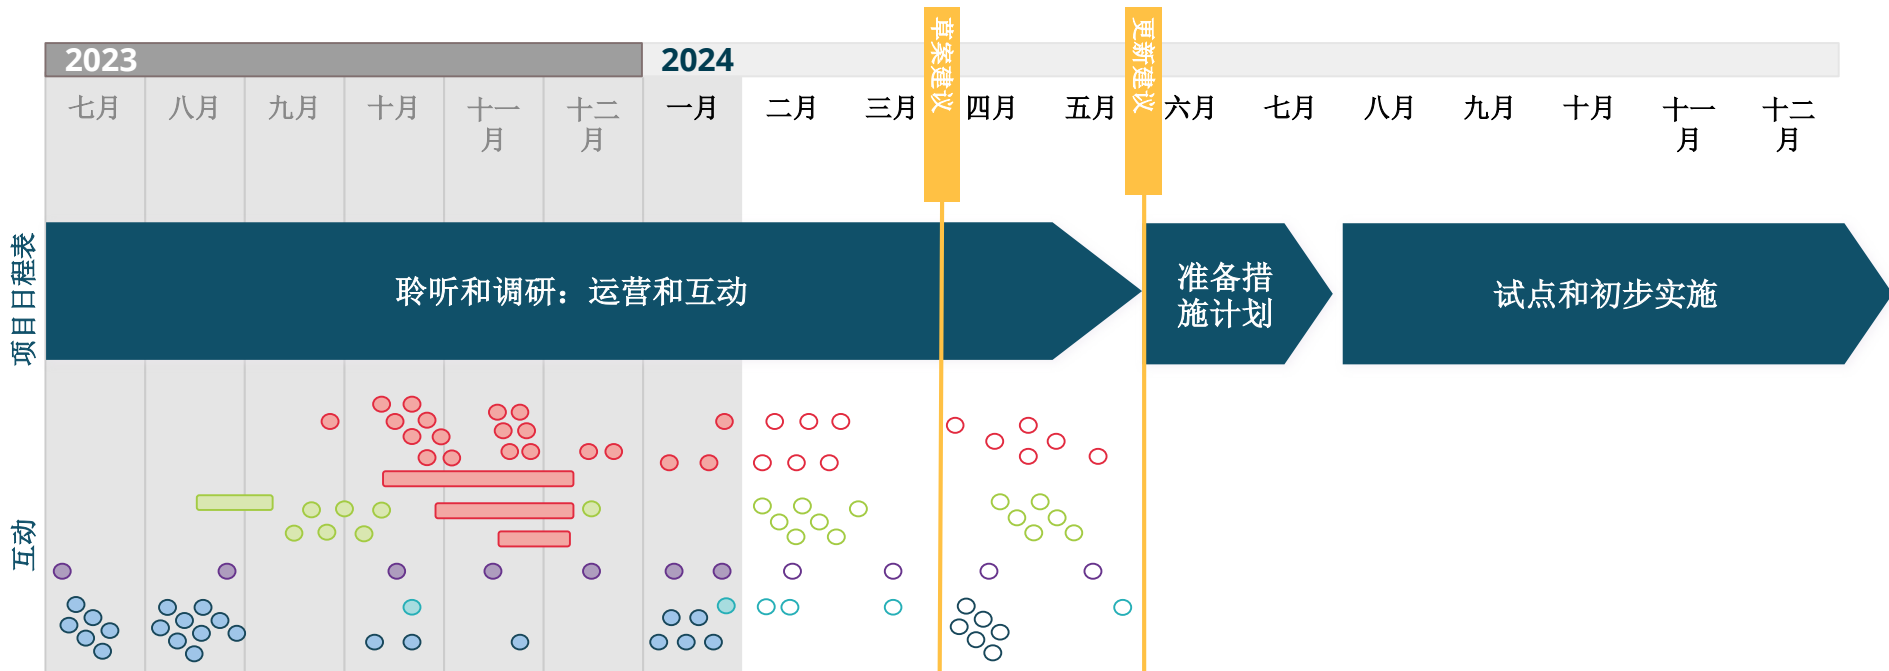 2023
2024
草案建议
更新建议
七月
八月
九月
十月
十一
月
十二
月
一月
二月
三月
四月
五月
六月
七月
八月
九月
十月
十一
月
十二
月
项目日程表
聆听和调研：运营和互动
准备措
施计划
试点和初步实施
互动